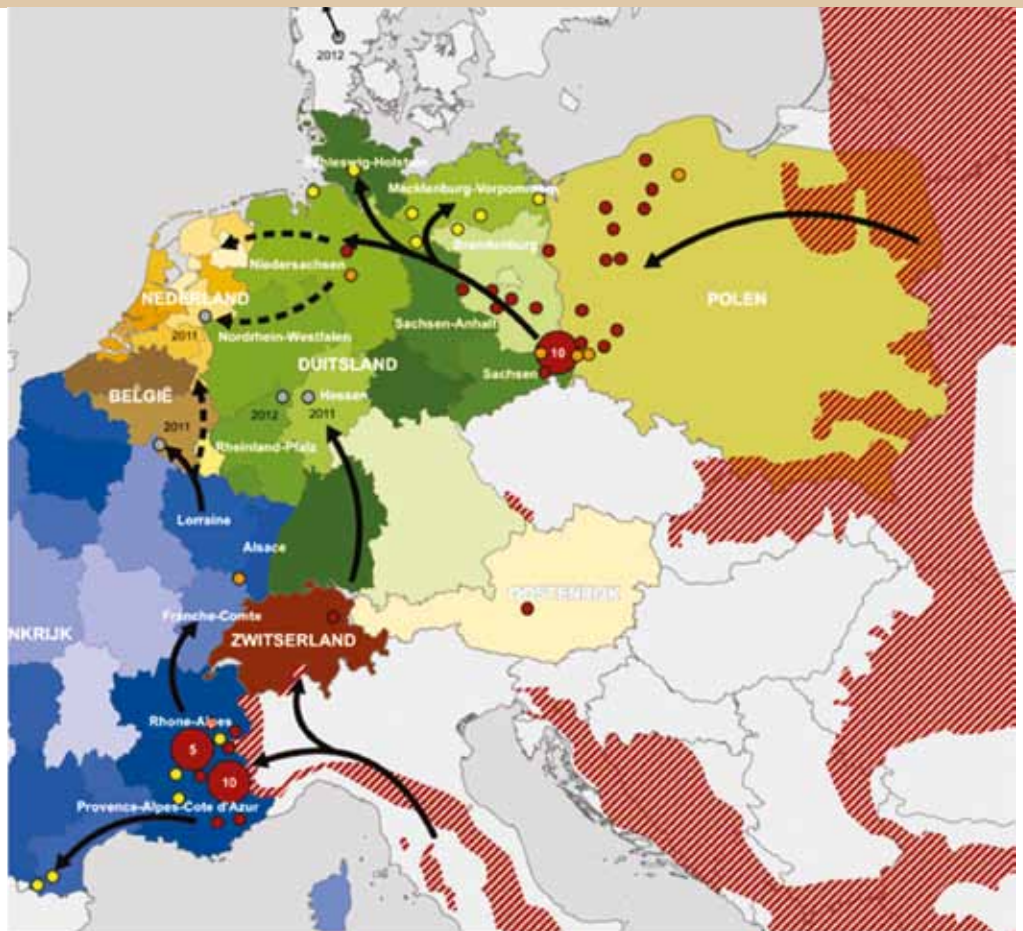 2012
Schleswig-Holstein
Mecklenburg-Vorpommern
Brandenburg
Niedersachsen
NEDERLAND
POLEN
2011
Nordrhein-Westfalen
Sachsen-Anhalt
10
DUITSLAND
Sachsen
BELGIË
Hessen
2012
2011
2011
Rheinland-Pfalz
Lorraine
Alsace
OOSTENRIJK
Franche-Comte
NKRIJK
ZWITSERLAND
Rhone-Alpes
5
10
Provence-Alpes-Cote d'Azur